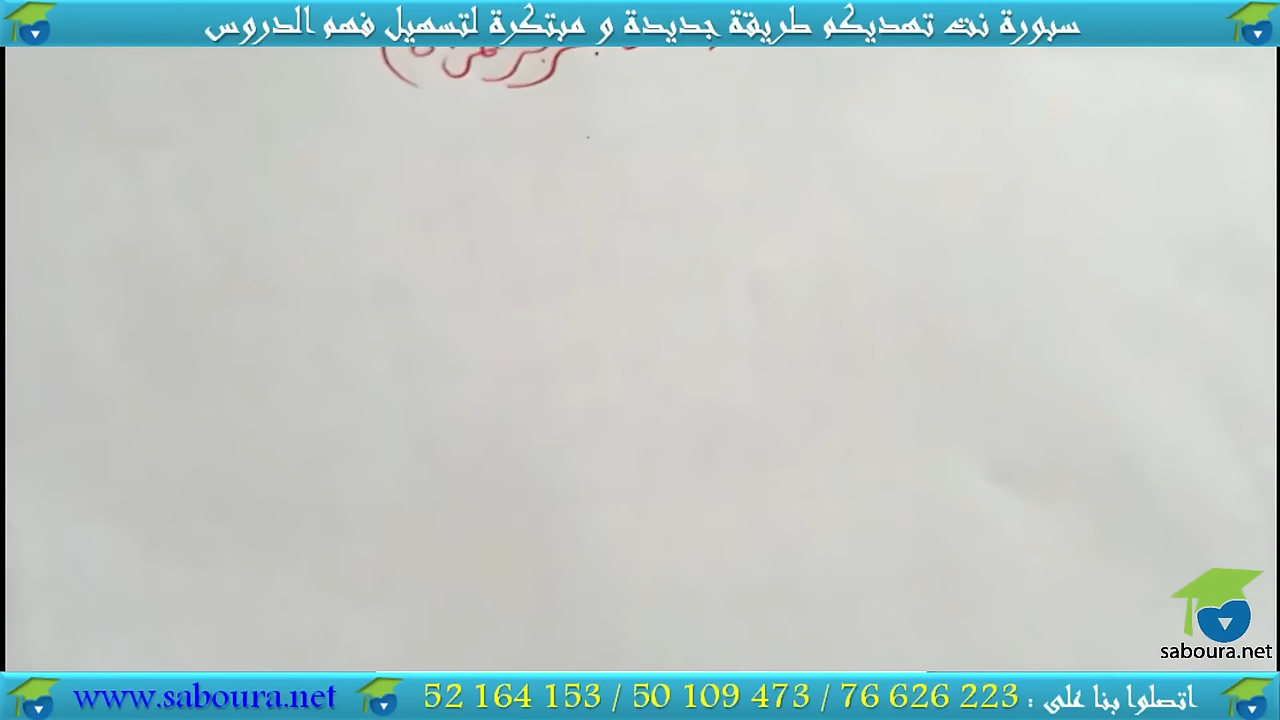 سبورة نت تهديكم طريقة جديدة و مبتكرة لتسهيل فهم الدروس
saboura.net
www.saboura.net
52 164 153 / 50 109 473 / 76 626 223 : اتصلوا بنا على